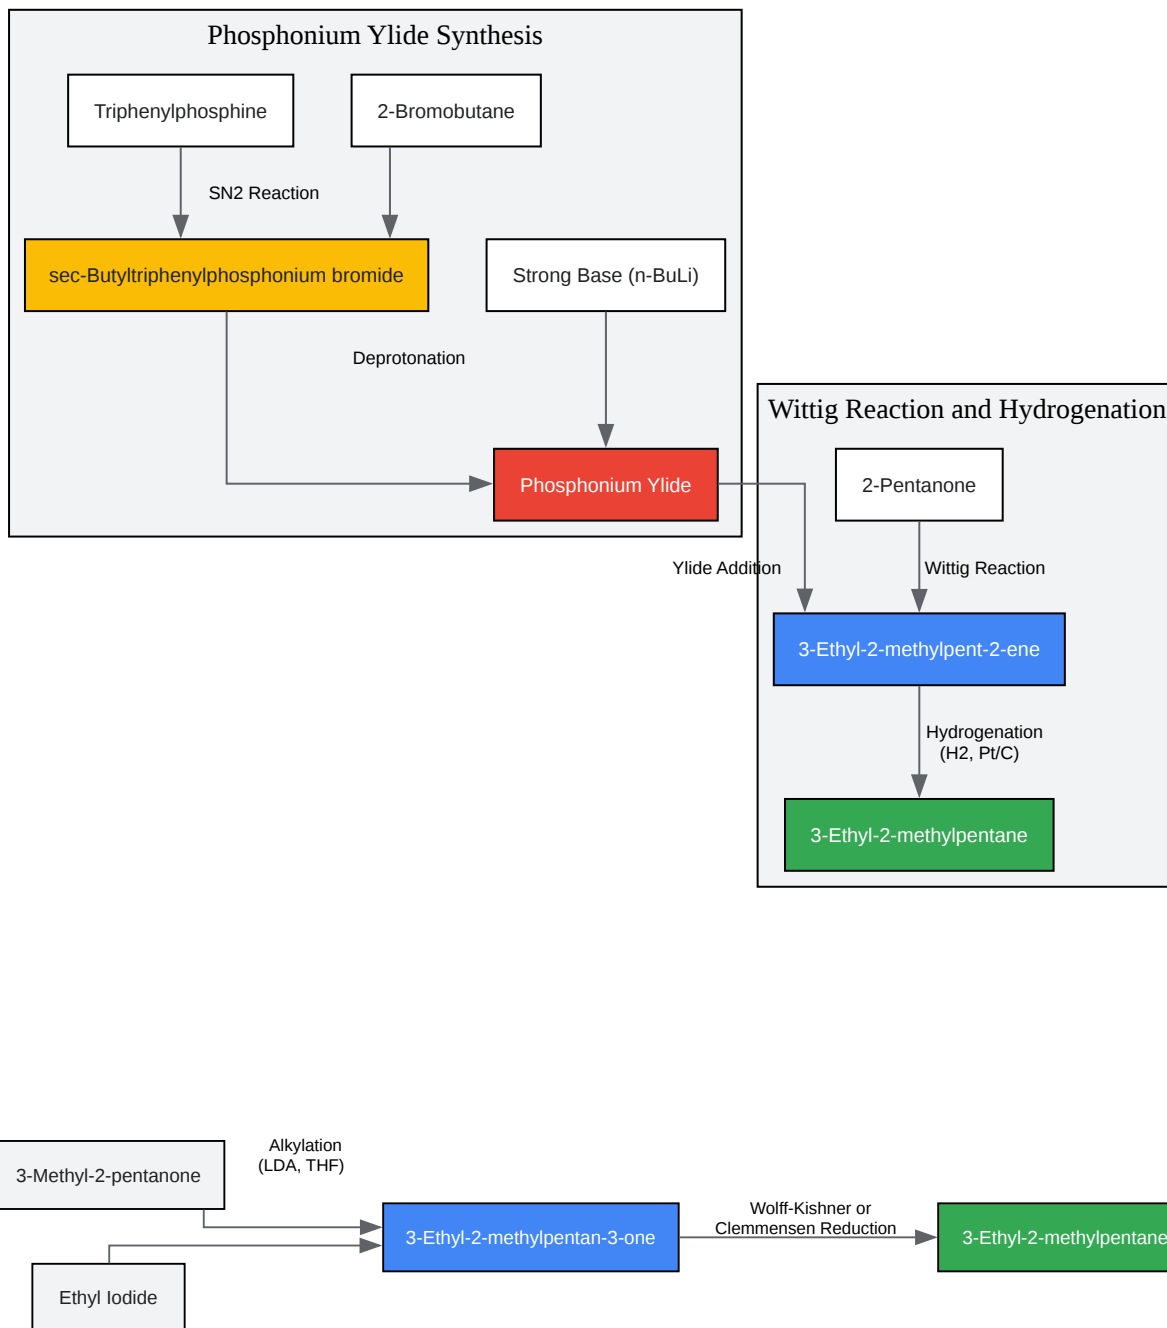 Phosphonium Ylide Synthesis
Triphenylphosphine
2-Bromobutane
SN2 Reaction
sec-Butyltriphenylphosphonium bromide
Strong Base (n-BuLi)
Deprotonation
Phosphonium Ylide
Wittig Reaction and Hydrogenation
2-Pentanone
Ylide Addition
Wittig Reaction
3-Ethyl-2-methylpent-2-ene
Hydrogenation
(H2, Pt/C)
3-Ethyl-2-methylpentane
3-Methyl-2-pentanone
Alkylation
(LDA, THF)
Ethyl Iodide
3-Ethyl-2-methylpentan-3-one
Wolff-Kishner or
Clemmensen Reduction
3-Ethyl-2-methylpentane